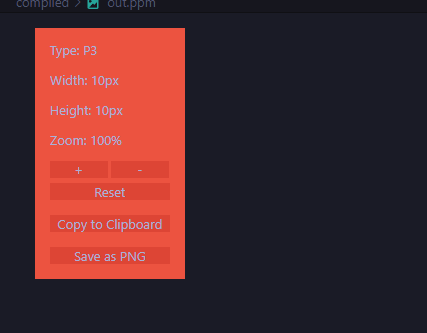 compiled > out.ppm
Type: P3
Width: 10px
Height: 10px
Zoom: 100%
+ -
Reset
Copy to Clipboard
Save as PNG